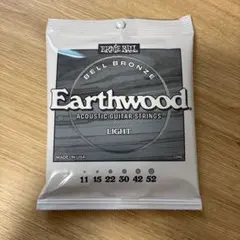 ERNIE BALL
BELL BRONZE
Earthwood
ACOUSTIC GUITAR STRINGS
LIGHT
MADE IN USA
11 15 22 30 42 52